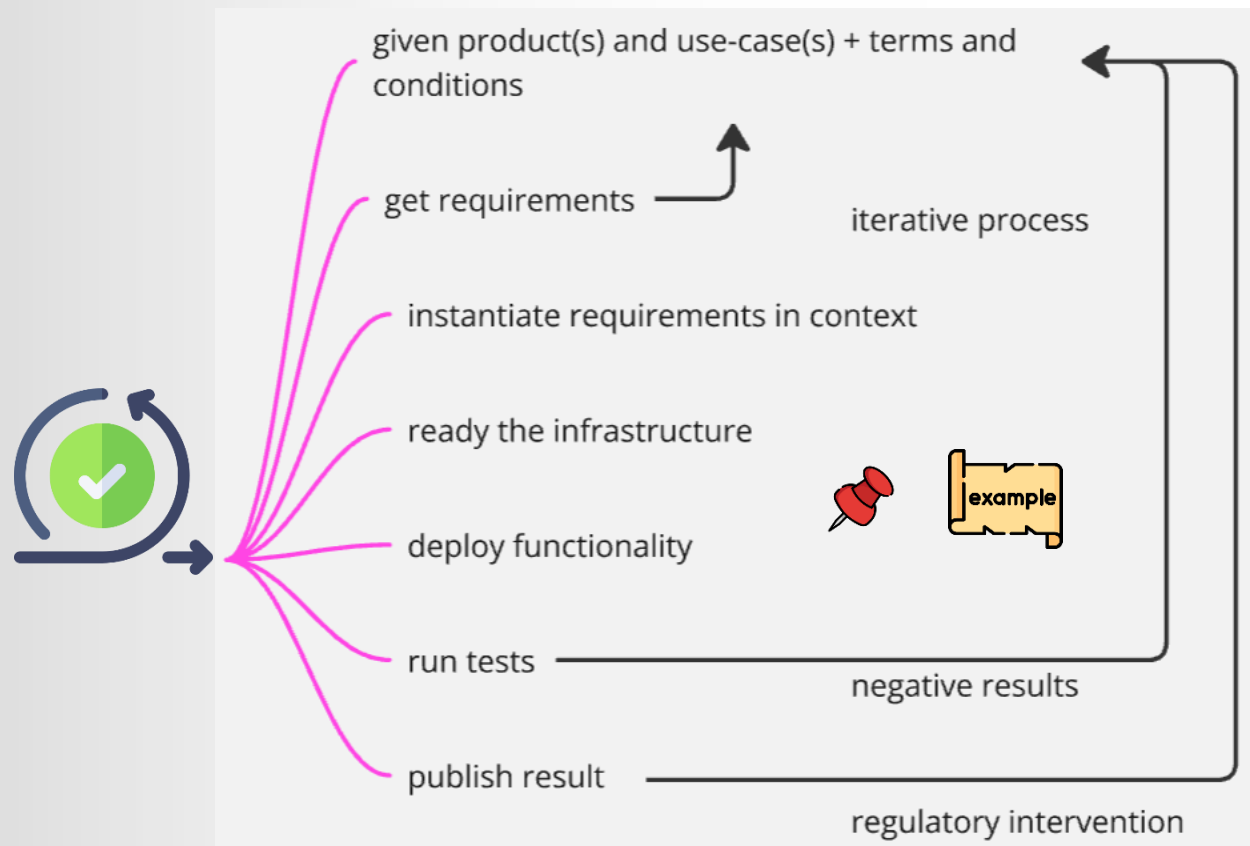 given product(s) and use-case(s) + terms and
conditions
get requirements
iterative process
instantiate requirements in context
ready the infrastructure
example
deploy functionality
run tests
negative results
publish result
regulatory intervention